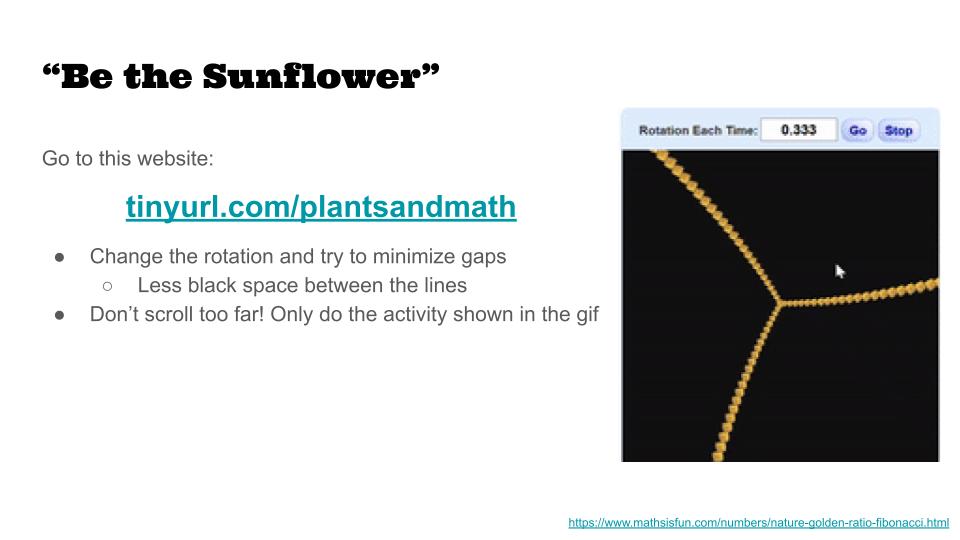 “Be the Sunflower”
Go to this website:
tinyurl.com/plantsandmath
● Change the rotation and try to minimize gaps
○ Less black space between the lines
● Don’t scroll too far! Only do the activity shown in the gif
Rotation Each Time: 0.333 Go Stop
https://www.mathsisfun.com/numbers/nature-golden-ratio-fibonacci.html